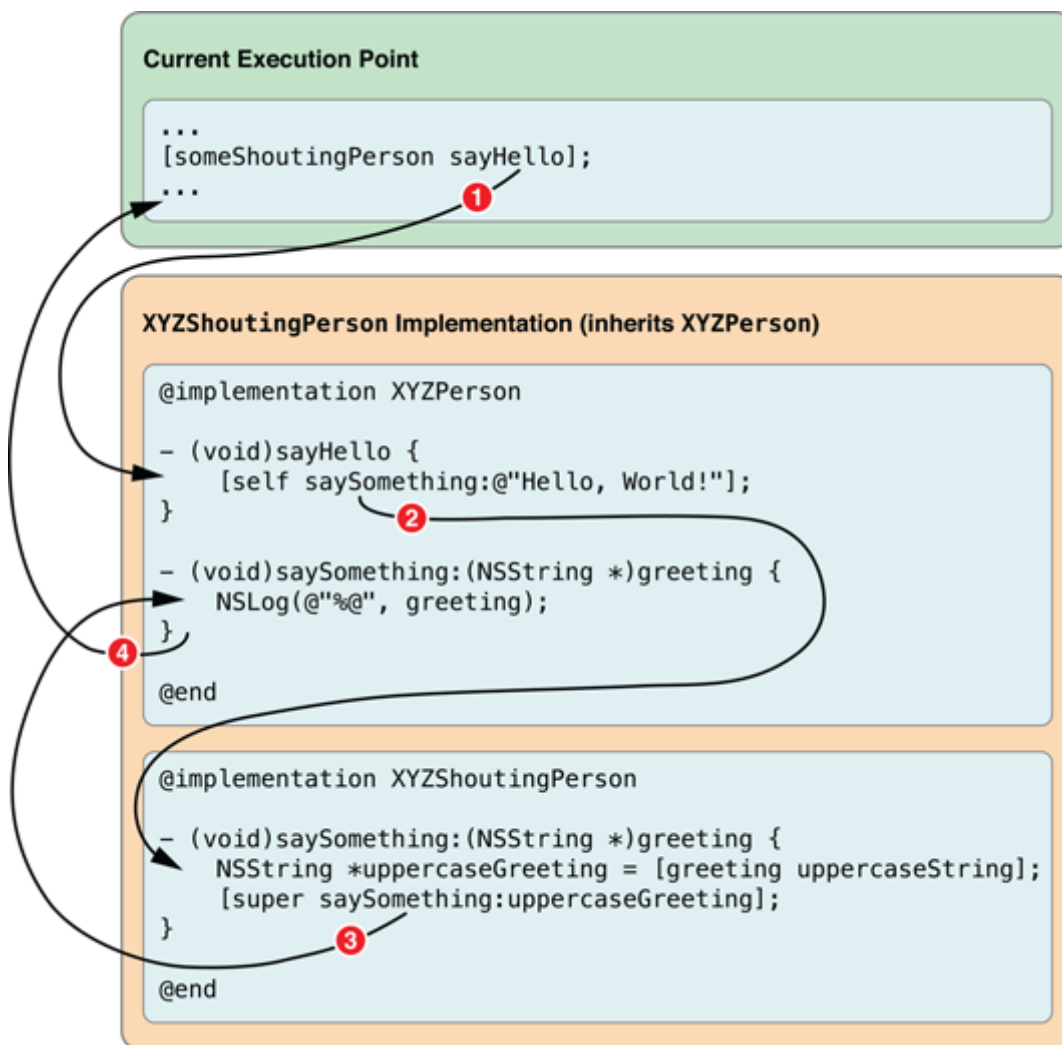 Current Execution Point
...
[someShoutingPerson sayHello];
...
1
XYZShoutingPerson Implementation (inherits XYZPerson)
@implementation XYZPerson
- (void)sayHello {
[self saySomething:@"Hello, World!"];
}
2
- (void)saySomething:(NSString *)greeting {
NSLog(@"%@", greeting);
}
4
@end
@implementation XYZShoutingPerson
- (void)saySomething:(NSString *)greeting {
NSString *uppercaseGreeting = [greeting uppercaseString];
[super saySomething:uppercaseGreeting];
}
3
@end